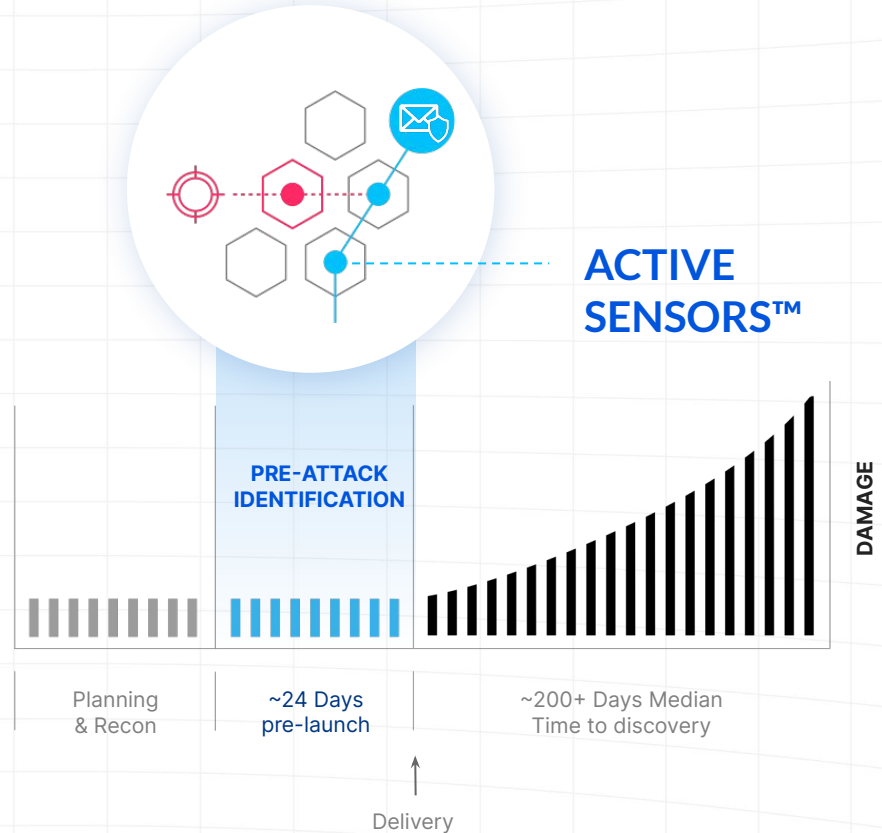 ACTIVE
SENSORS™
PRE-ATTACK
IDENTIFICATION
DAMAGE
Planning
& Recon
~24 Days
pre-launch
~200+ Days Median
Time to discovery
Delivery